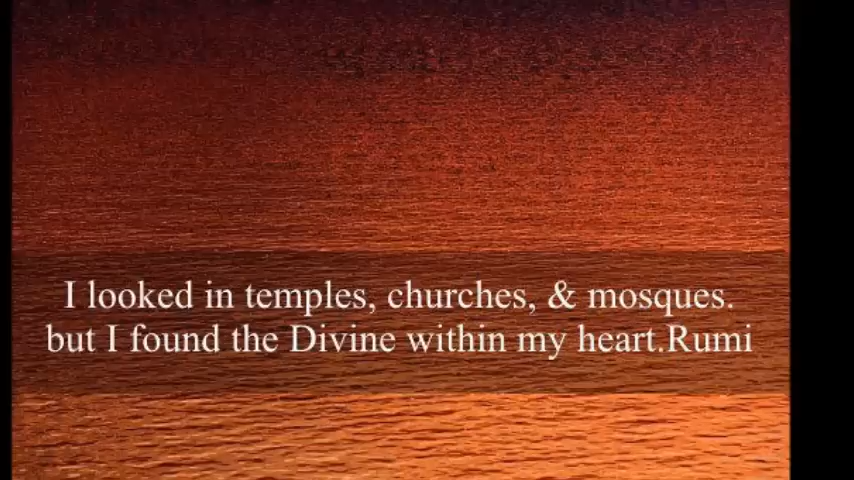 I looked in temples, churches, & mosques.
but I found the Divine within my heart.Rumi